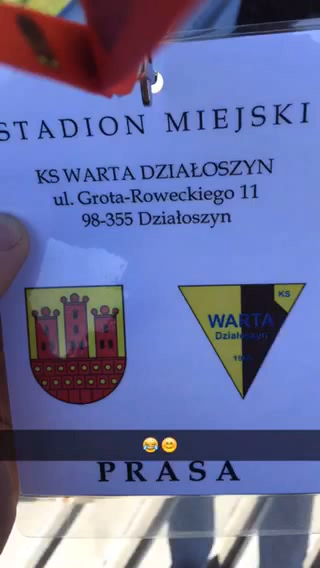 STADION MIEJSKI
KS WARTA DZIAŁOSZYN
ul. Grota-Roweckiego 11
98-355 Działoszyn
KS
WARTA
Działoszyn
😂😊
PRASA